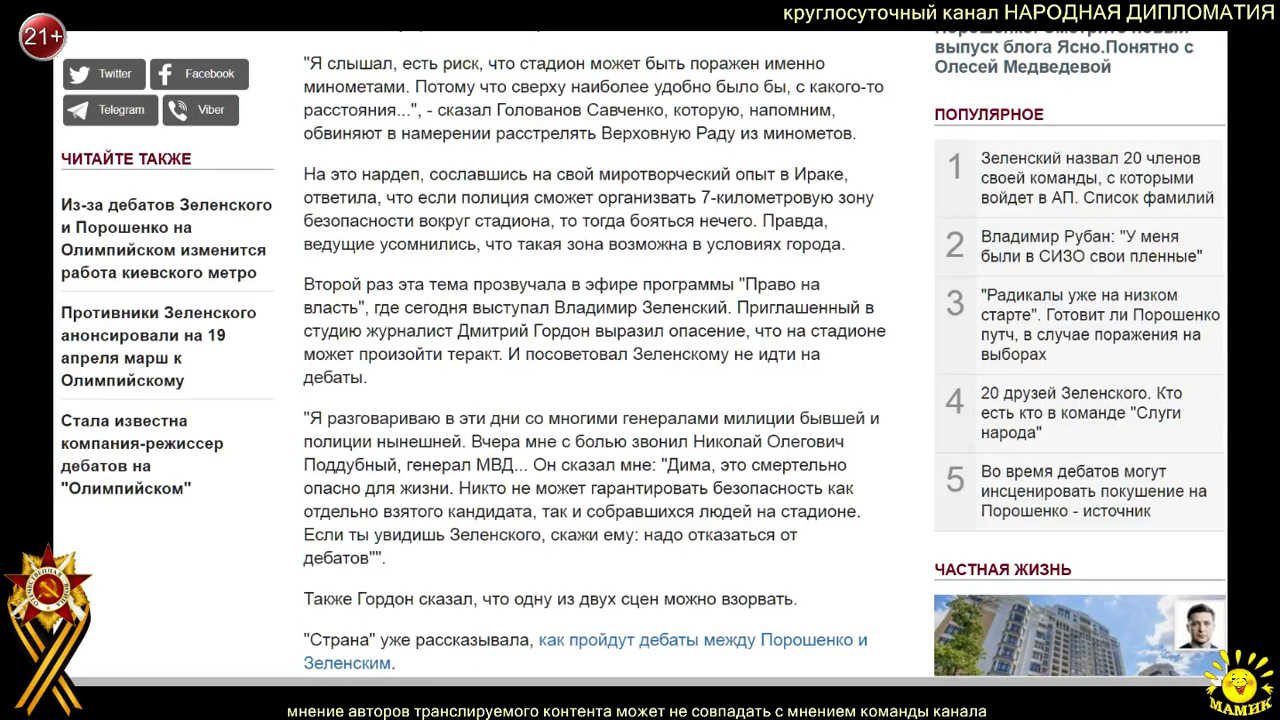 круглосуточный канал НАРОДНАЯ ДИПЛОМАТИЯ
21+
Twitter
Facebook
Telegram
Viber
ЧИТАЙТЕ ТАКЖЕ
Из-за дебатов Зеленского
и Порошенко на
Олимпийском изменится
работа киевского метро
Противники Зеленского
анонсировали на 19
апреля марш к
Олимпийскому
Стала известна
компания-режиссер
дебатов на
"Олимпийском"
"Я слышал, есть риск, что стадион может быть поражен именно
минометами. Потому что сверху наиболее удобно было бы, с какого-то
расстояния...", - сказал Голованов Савченко, которую, напомним,
обвиняют в намерении расстрелять Верховную Раду из минометов.
На это нардеп, сославшись на свой миротворческий опыт в Ираке,
ответила, что если полиция сможет организвать 7-километровую зону
безопасности вокруг стадиона, то тогда бояться нечего. Правда,
ведущие усомнились, что такая зона возможна в условиях города.
Второй раз эта тема прозвучала в эфире программы "Право на
власть", где сегодня выступал Владимир Зеленский. Приглашенный в
студию журналист Дмитрий Гордон выразил опасение, что на стадионе
может произойти теракт. И посоветовал Зеленскому не идти на
дебаты.
"Я разговариваю в эти дни со многими генералами милиции бывшей и
полиции нынешней. Вчера мне с болью звонил Николай Олегович
Поддубный, генерал МВД... Он сказал мне: "Дима, это смертельно
опасно для жизни. Никто не может гарантировать безопасность как
отдельно взятого кандидата, так и собравшихся людей на стадионе.
Если ты увидишь Зеленского, скажи ему: надо отказаться от
дебатов"".
Также Гордон сказал, что одну из двух сцен можно взорвать.
"Страна" уже рассказывала, как пройдут дебаты между Порошенко и
Зеленским.
Порошенко. Смотрите новый
выпуск блога Ясно.Понятно с
Олесей Медведевой
ПОПУЛЯРНОЕ
1
Зеленский назвал 20 членов
своей команды, с которыми
войдет в АП. Список фамилий
2
Владимир Рубан: "У меня
были в СИЗО свои пленные"
3
"Радикалы уже на низком
старте". Готовит ли Порошенко
путч, в случае поражения на
выборах
4
20 друзей Зеленского. Кто
есть кто в команде "Слуги
народа"
5
Во время дебатов могут
инсценировать покушение на
Порошенко - источник
ЧАСТНАЯ ЖИЗНЬ
ОТЕЧЕСТВЕННАЯ ВОЙНА
МАМИК
мнение авторов транслируемого контента может не совпадать с мнением команды канала